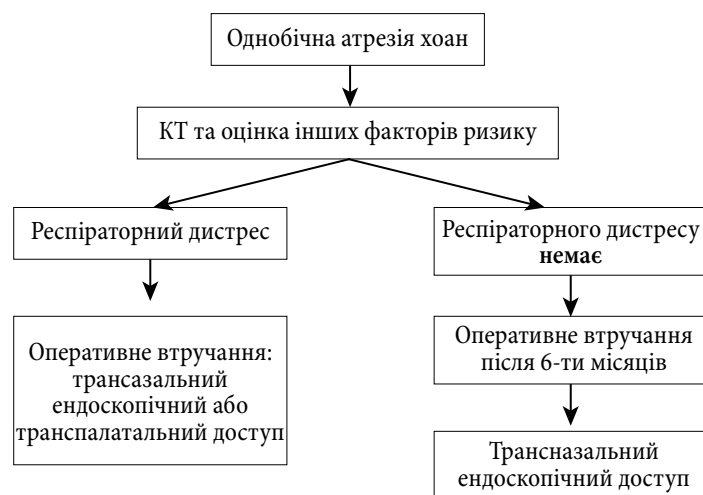 Однобічна атрезія хоан
КТ та оцінка інших факторів ризику
Респіраторний дистрес
Респіраторного дистресу
немає
Оперативне втручання:
трансазальний
ендоскопічний або
транспалатальний доступ
Оперативне втручання
після 6-ти місяців
Трансназальний
ендоскопічний доступ